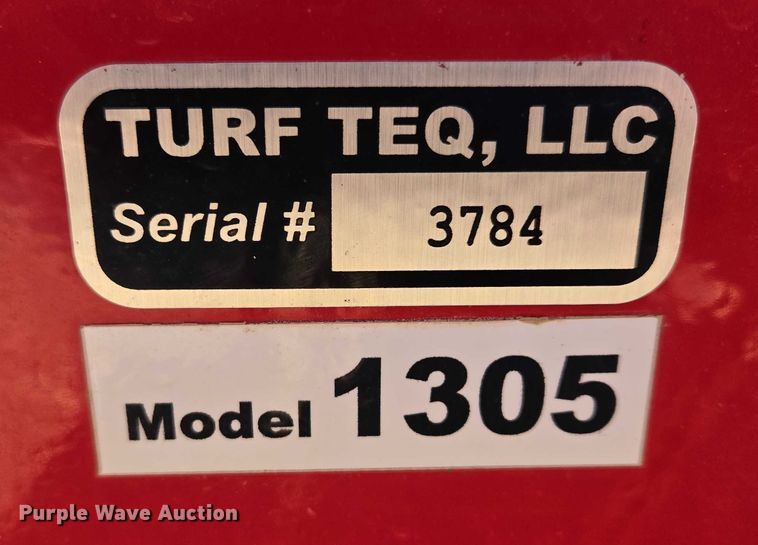 TURF TEQ, LLC
Serial # 3784
Model 1305
Purple Wave Auction